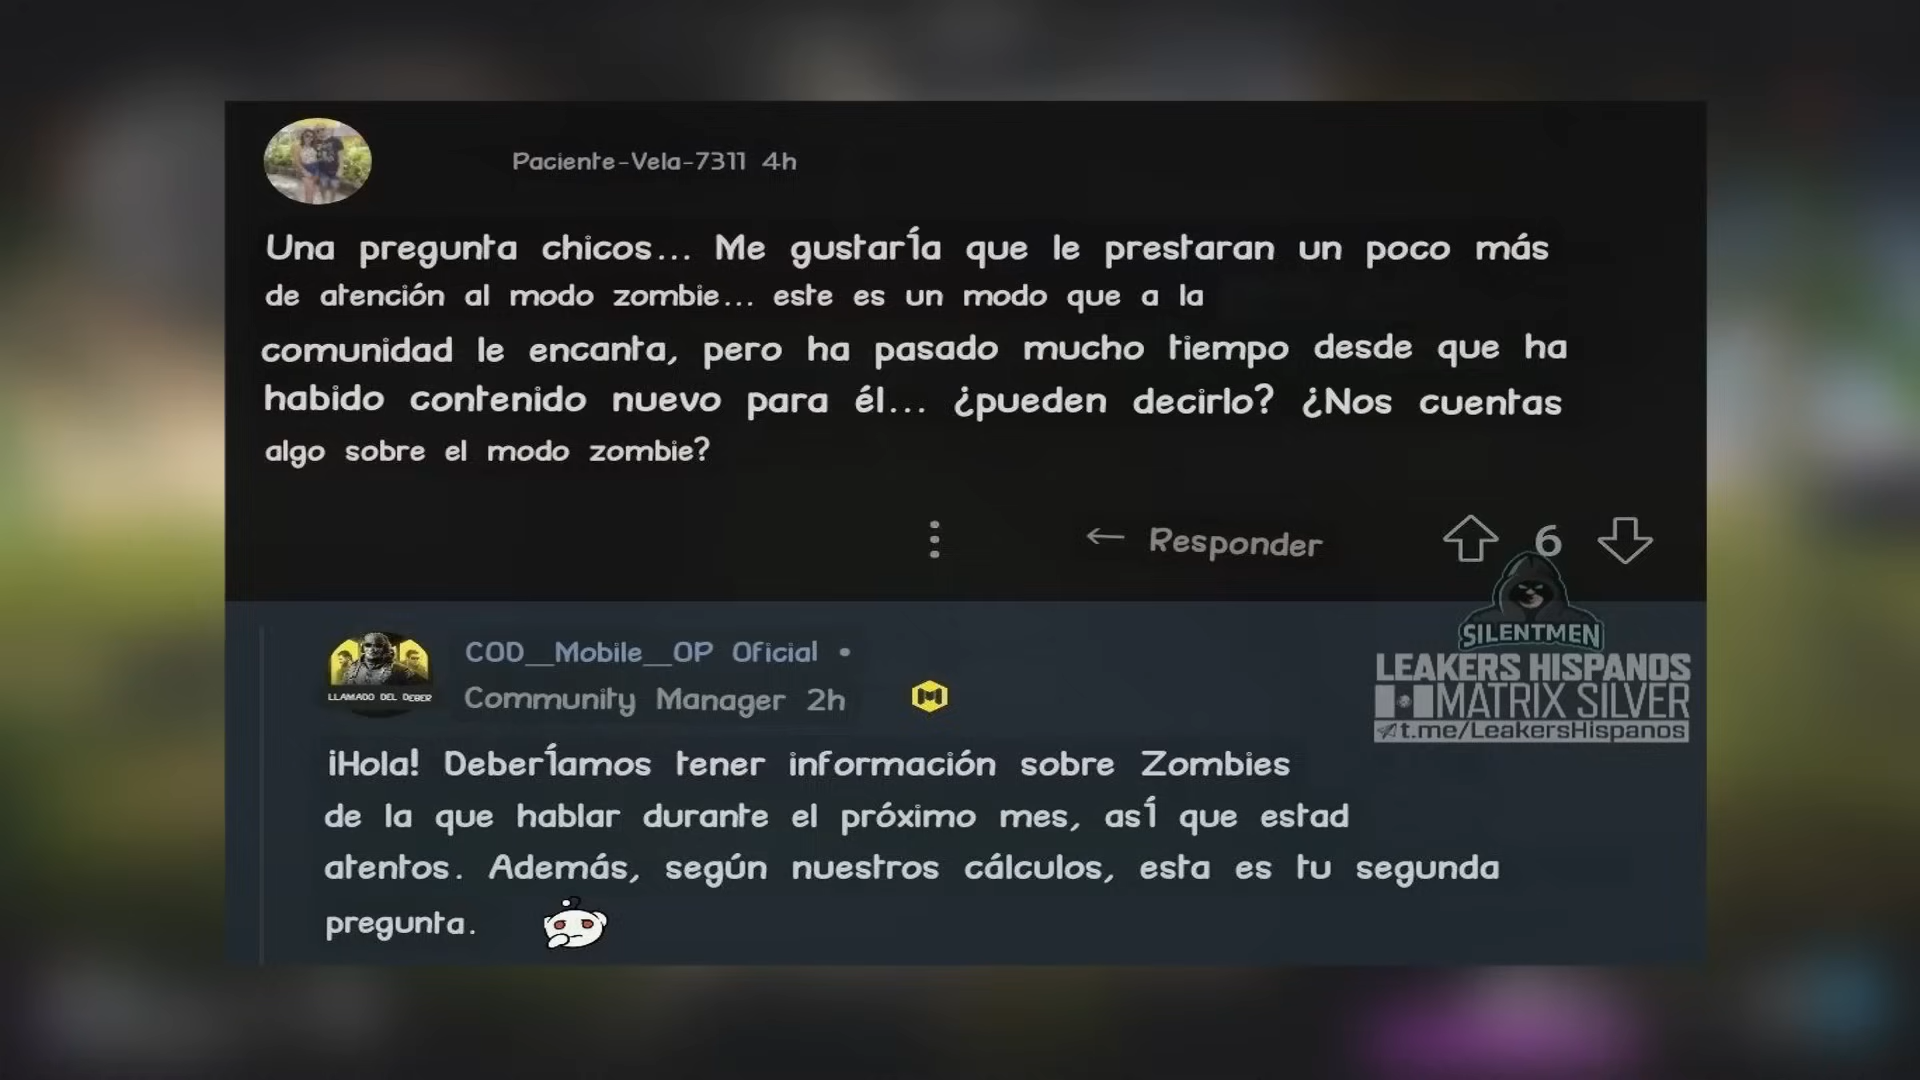 Paciente-Vela-7311 4h
Una pregunta chicos... Me gustaría que le prestaran un poco más
de atención al modo zombie... este es un modo que a la
comunidad le encanta, pero ha pasado mucho tiempo desde que ha
habido contenido nuevo para él... ¿pueden decirlo? ¿Nos cuentas
algo sobre el modo zombie?
← Responder
6
SILENTMEN
LEAKERS HISPANOS
MATRIX SILVER
t.me/LeakersHispanos
COD__Mobile__OP Oficial •
LLAMADO DEL DEBER
Community Manager 2h
¡Hola! Deberíamos tener información sobre Zombies
de la que hablar durante el próximo mes, así que estad
atentos. Además, según nuestros cálculos, esta es tu segunda
pregunta.